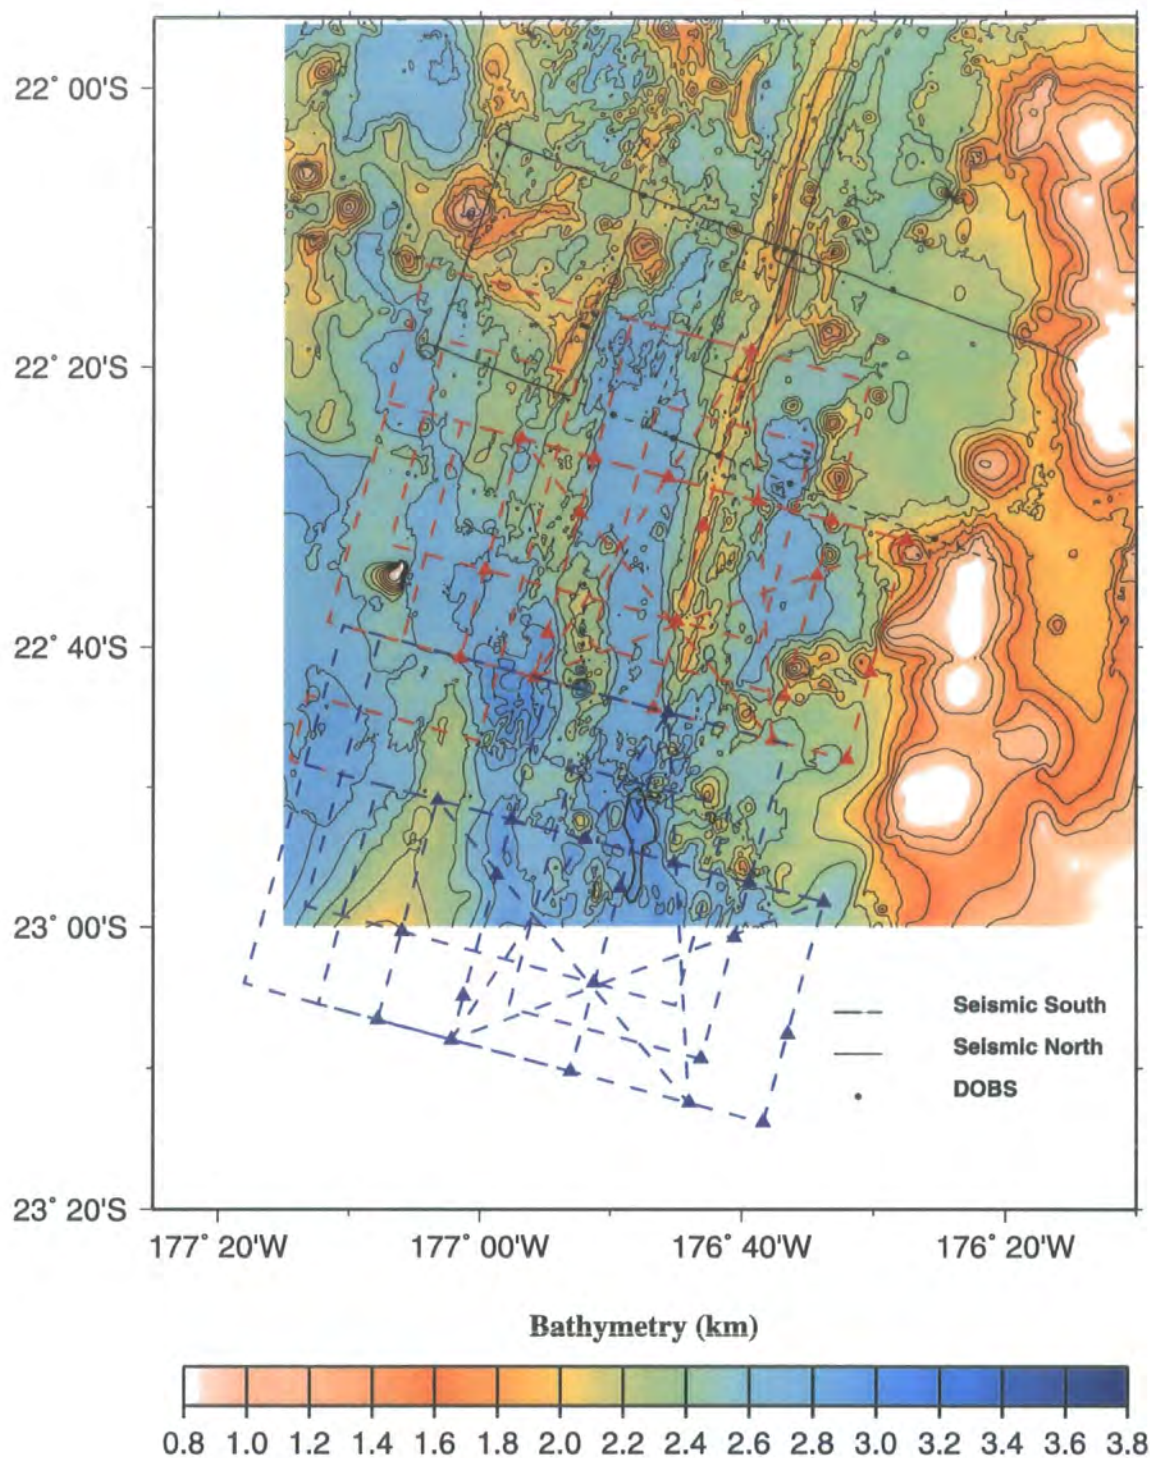 22° 00'S
22° 20'S
22° 40'S
23° 00'S
23° 20'S
Seismic South
Seismic North
DOBS
177° 20'W 177° 00'W 176° 40'W 176° 20'W
Bathymetry (km)
0.8 1.0 1.2 1.4 1.6 1.8 2.0 2.2 2.4 2.6 2.8 3.0 3.2 3.4 3.6 3.8